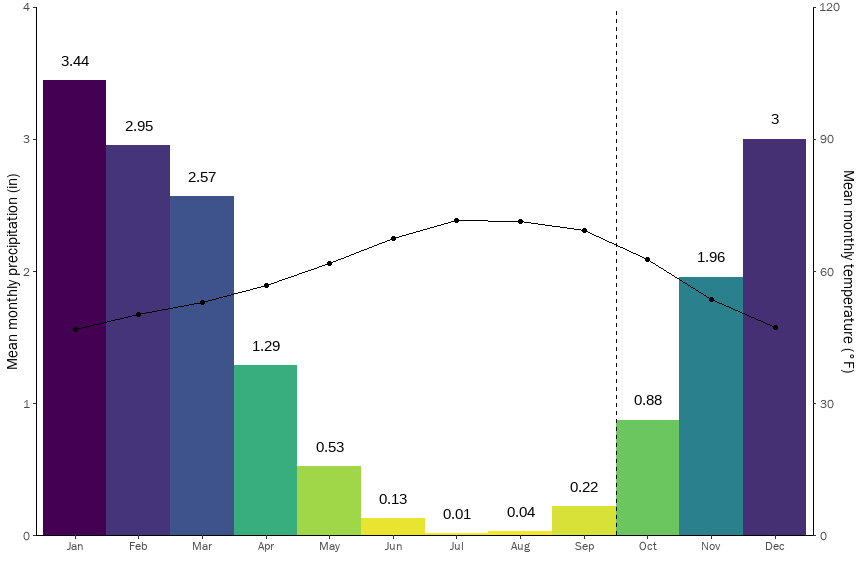 4
3
2
1
0
Mean monthly precipitation (in)
3.44
2.95
2.57
1.29
0.53
0.13
0.01
0.04
0.22
0.88
1.96
3
Jan
Feb
Mar
Apr
May
Jun
Jul
Aug
Sep
Oct
Nov
Dec
120
90
60
30
0
Mean monthly temperature (°F)